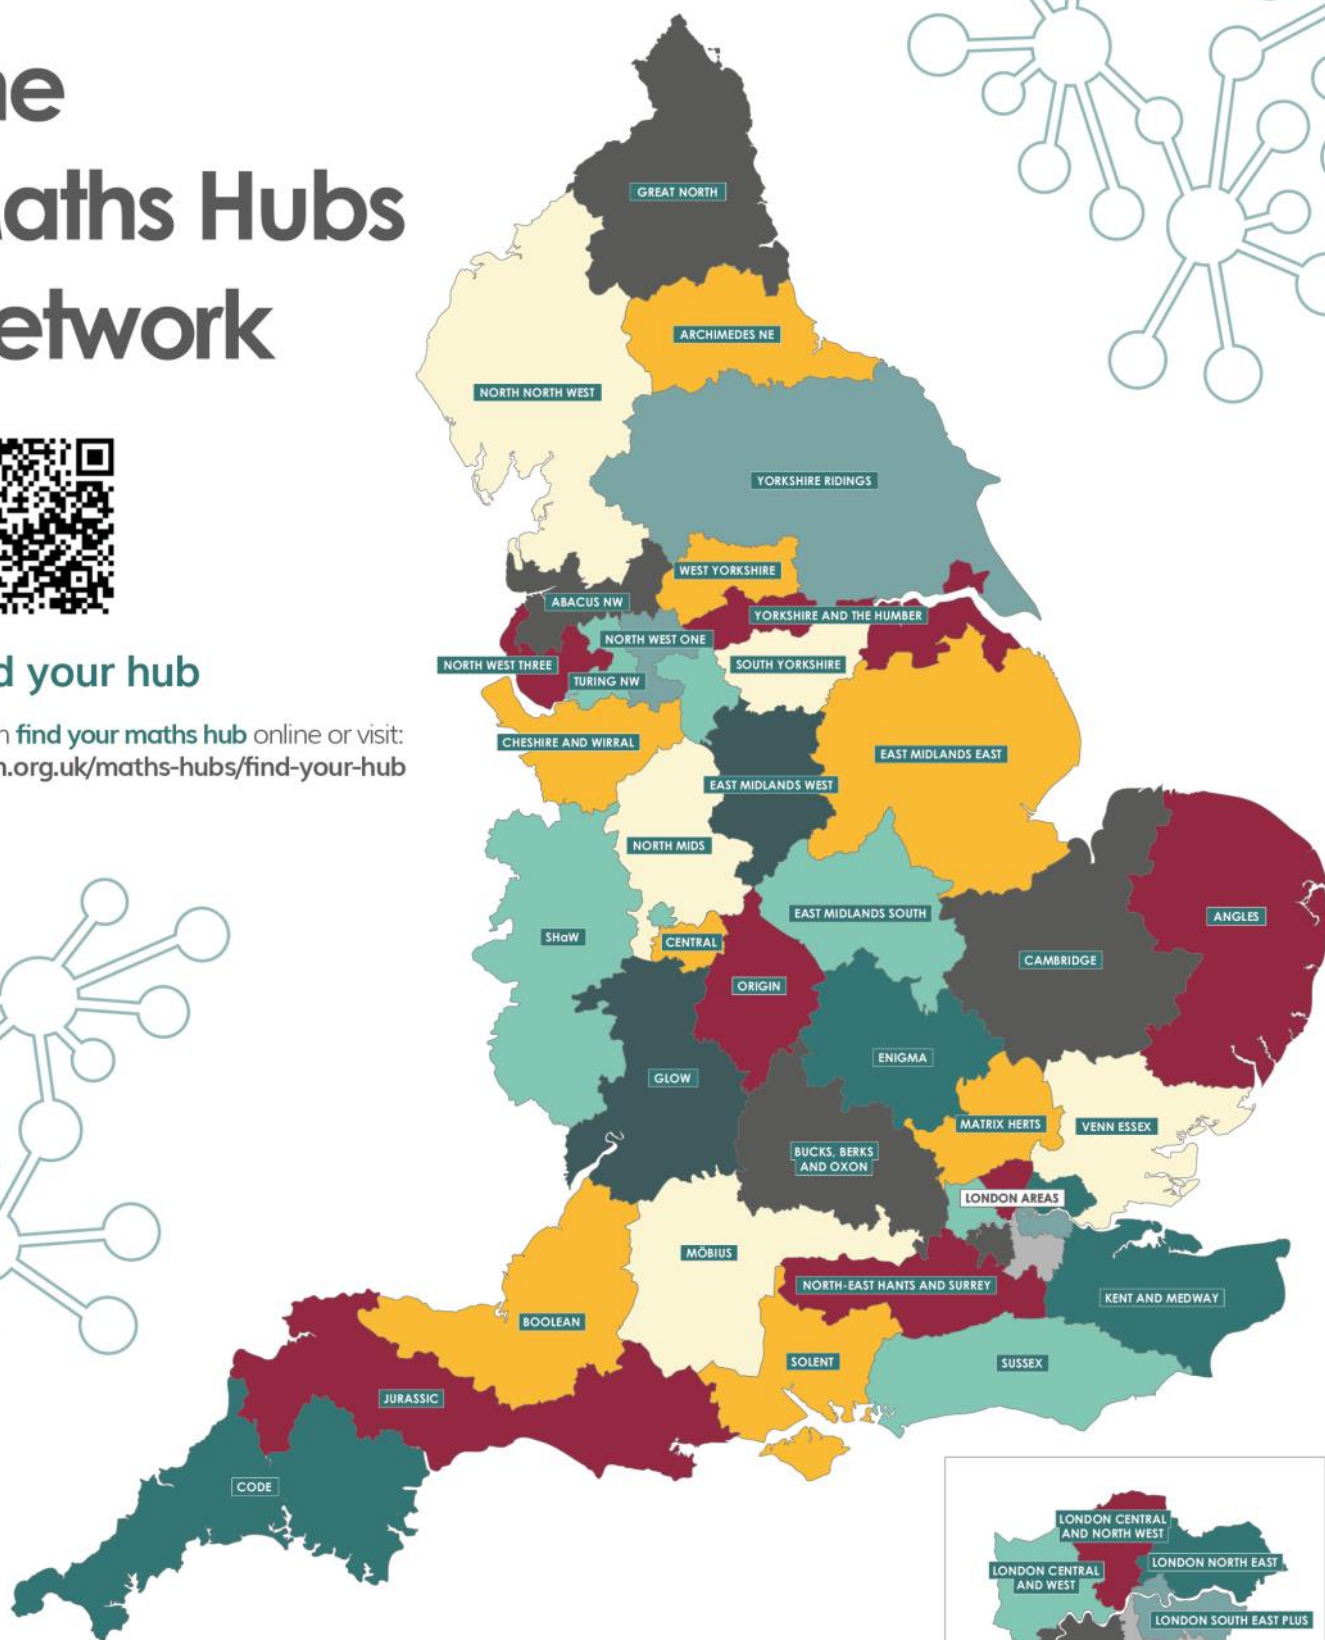 ne
aths Hubs
etwork
d your hub
n find your maths hub online or visit:
n.org.uk/maths-hubs/find-your-hub
GREAT NORTH
ARCHIMEDES NE
NORTH NORTH WEST
YORKSHIRE RIDINGS
WEST YORKSHIRE
ABACUS NW
YORKSHIRE AND THE HUMBER
NORTH WEST ONE
NORTH WEST THREE
SOUTH YORKSHIRE
TURING NW
CHESHIRE AND WIRRAL
EAST MIDLANDS EAST
EAST MIDLANDS WEST
NORTH MIDS
EAST MIDLANDS SOUTH
ANGLES
SHaW
CENTRAL
CAMBRIDGE
ORIGIN
ENIGMA
GLOW
MATRIX HERTS
VENN ESSEX
BUCKS, BERKS
AND OXON
LONDON AREAS
MÖBIUS
NORTH-EAST HANTS AND SURREY
KENT AND MEDWAY
BOOLEAN
SOLENT
SUSSEX
JURASSIC
CODE
LONDON CENTRAL
AND NORTH WEST
LONDON NORTH EAST
LONDON CENTRAL
AND WEST
LONDON SOUTH EAST PLUS